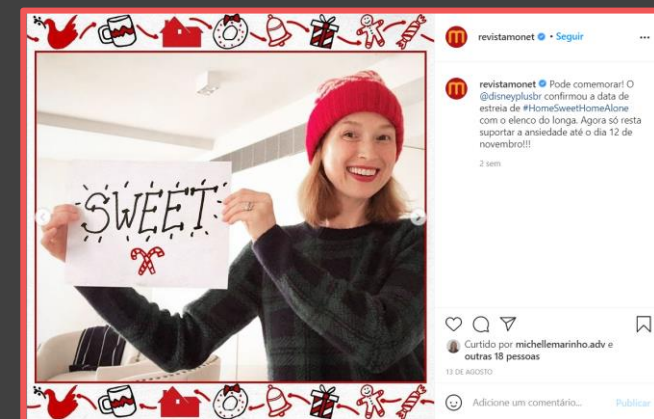 revistamonet • Seguir
revistamonet Pode comemorar! O
@disneyplusbr confirmou a data de
estreia de #HomeSweetHomeAlone
com o elenco do longa. Agora só resta
suportar a ansiedade até o dia 12 de
novembro!!!
2 sem
SWEET
Curtido por michellemarinho.adv e
outras 18 pessoas
13 DE AGOSTO
Adicione um comentário... Publicar